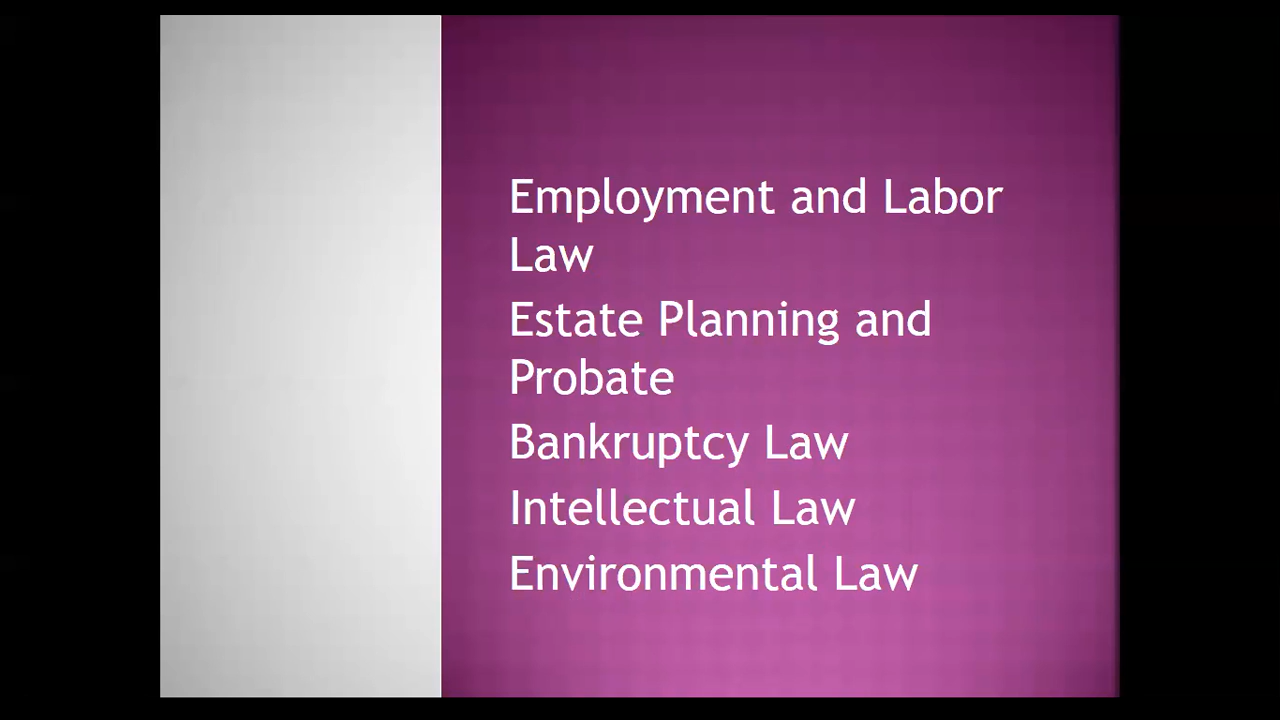 Employment and Labor
Law
Estate Planning and
Probate
Bankruptcy Law
Intellectual Law
Environmental Law